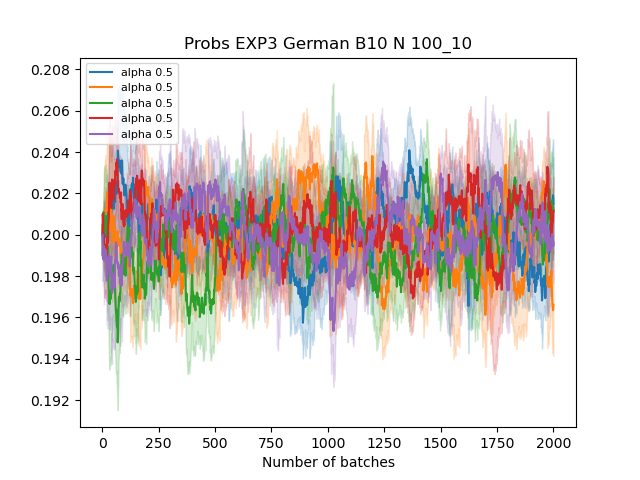 Probs EXP3 German B10 N 100_10
0.208
0.206
0.204
0.202
0.200
0.198
0.196
0.194
0.192
alpha 0.5
alpha 0.5
alpha 0.5
alpha 0.5
alpha 0.5
0 250 500 750 1000 1250 1500 1750 2000
Number of batches